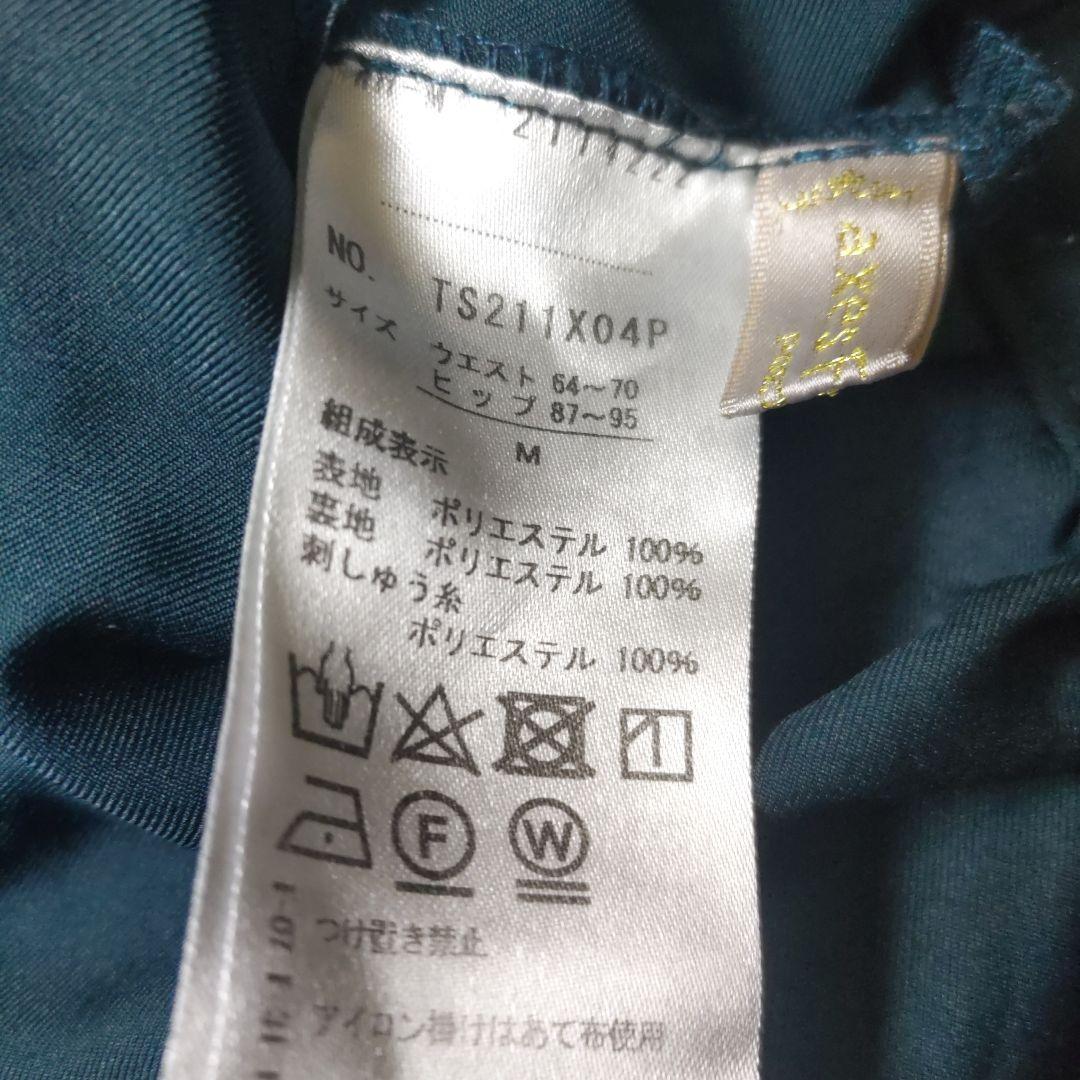 NO. TS211X04P
サイズ ウエスト 64～70
ヒップ 87～95
M
組成表示
表地 ポリエステル 100%
裏地 ポリエステル 100%
刺しゅう糸
ポリエステル 100%
F W
つけ置き禁止
アイロン掛けはあて布使用
axes